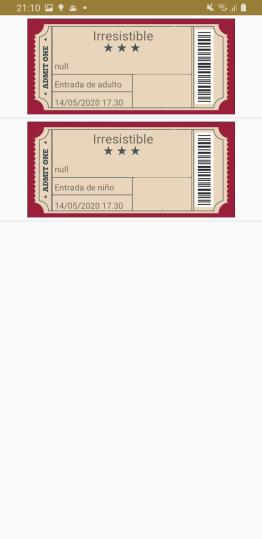 21:10
Irresistible
ADMIT ONE
null
Entrada de adulto
14/05/2020 17.30
Irresistible
ADMIT ONE
null
Entrada de niño
14/05/2020 17.30